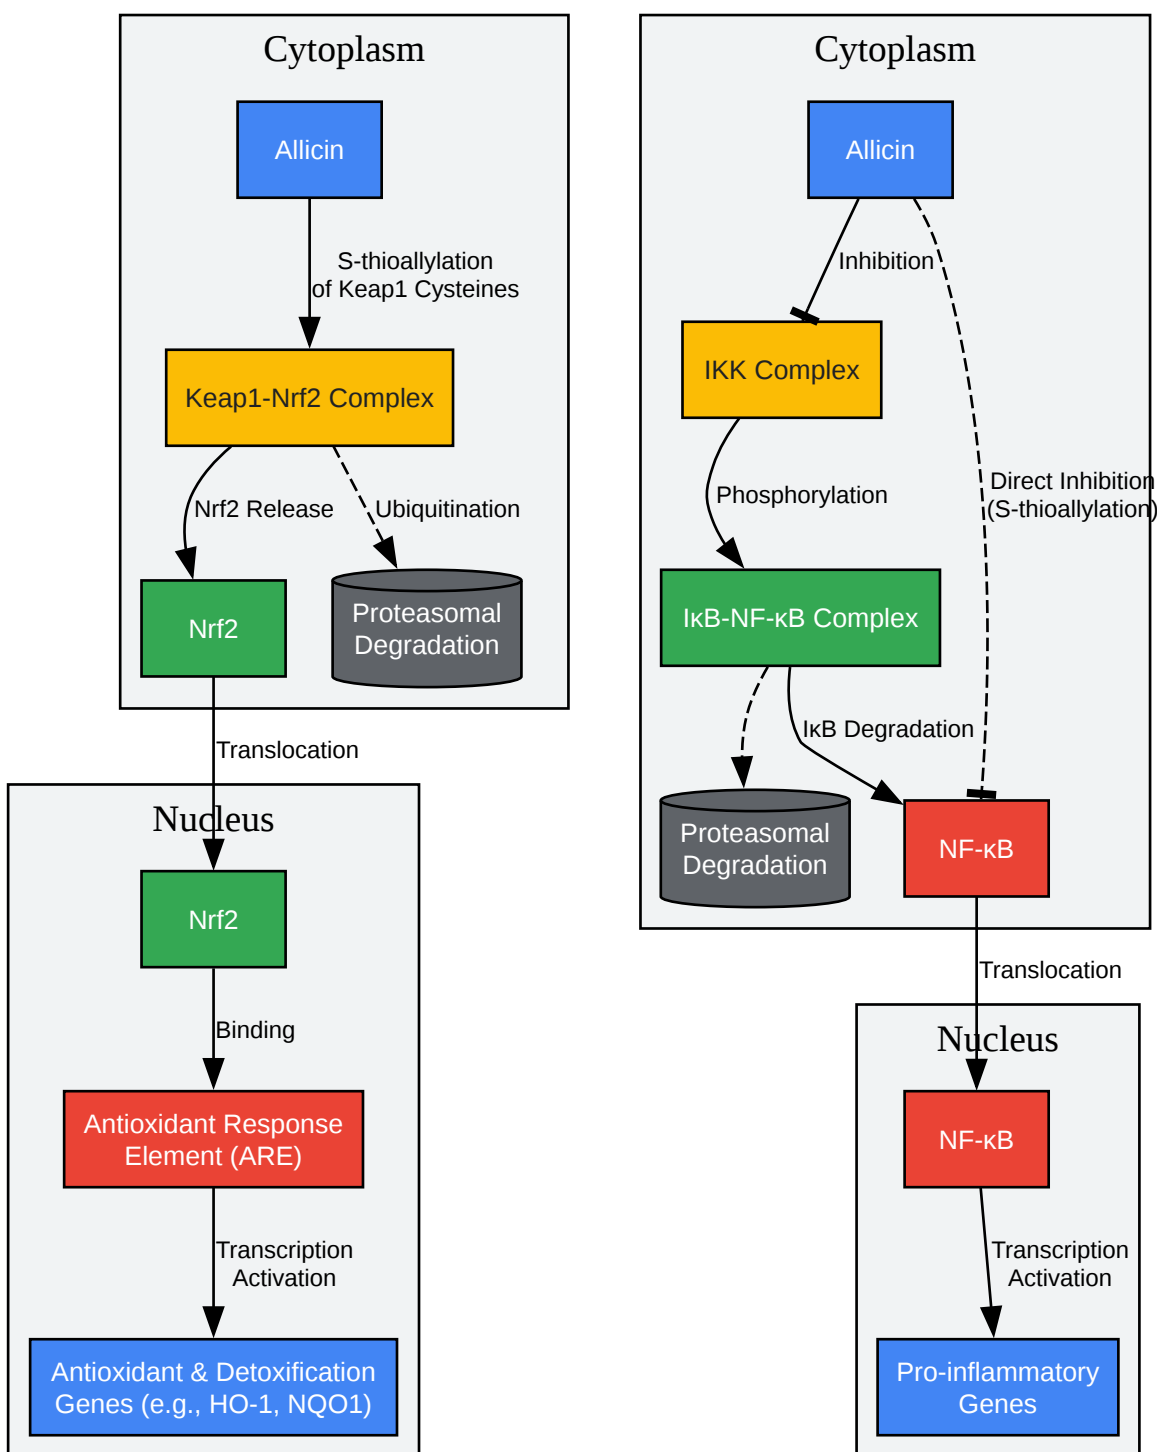 Cytoplasm
Allicin
S-thioallylation
of Keap1 Cysteines
Keap1-Nrf2 Complex
Nrf2 Release
Ubiquitination
Nrf2
Proteasomal
Degradation
Translocation
Nucleus
Nrf2
Binding
Antioxidant Response
Element (ARE)
Transcription
Activation
Antioxidant & Detoxification
Genes (e.g., HO-1, NQO1)
Cytoplasm
Allicin
Inhibition
IKK Complex
Direct Inhibition
(S-thioallylation)
Phosphorylation
IκB-NF-κB Complex
IκB Degradation
Proteasomal
Degradation
NF-κB
Translocation
Nucleus
NF-κB
Transcription
Activation
Pro-inflammatory
Genes